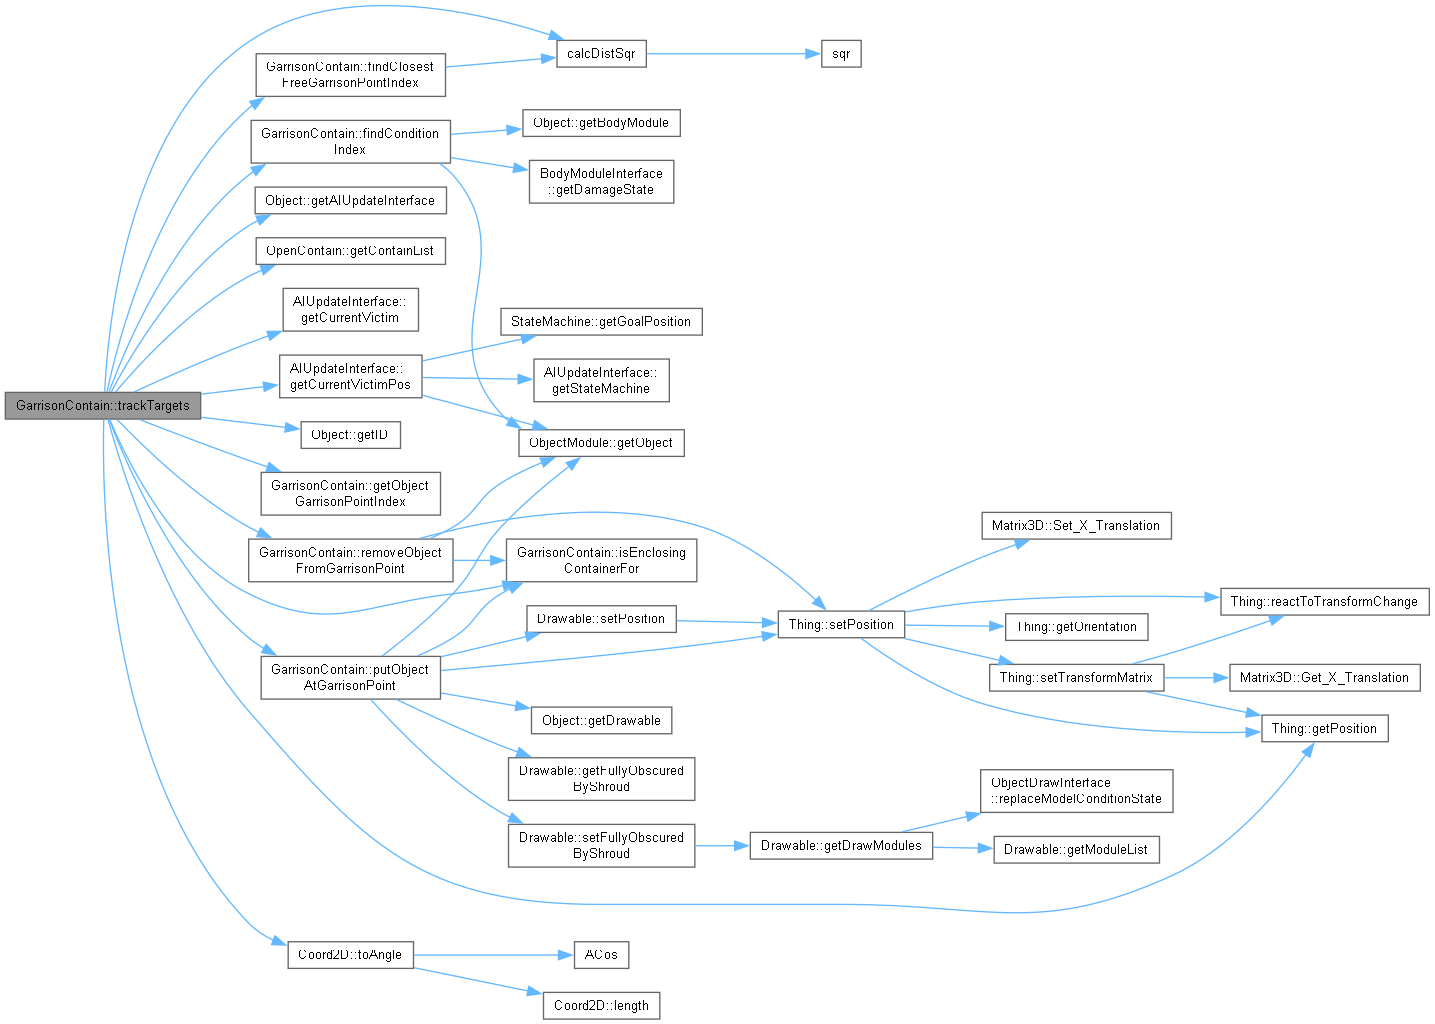 calcDistSqr
sqr
GarrisonContain::findClosest
FreeGarrisonPointIndex
Object::getBodyModule
GarrisonContain::findCondition
Index
BodyModuleInterface
::getDamageState
Object::getAIUpdateInterface
OpenContain::getContainList
AIUpdateInterface::
getCurrentVictim
StateMachine::getGoalPosition
AIUpdateInterface::
getCurrentVictimPos
AIUpdateInterface::
getStateMachine
GarrisonContain::trackTargets
Object::getID
ObjectModule::getObject
GarrisonContain::getObject
GarrisonPointIndex
Matrix3D::Set_X_Translation
GarrisonContain::removeObject
FromGarrisonPoint
GarrisonContain::isEnclosing
ContainerFor
Thing::reactToTransformChange
Drawable::setPosition
Thing::setPosition
Thing::getOrientation
GarrisonContain::putObject
AtGarrisonPoint
Thing::setTransformMatrix
Matrix3D::Get_X_Translation
Object::getDrawable
Thing::getPosition
Drawable::getFullyObscured
ByShroud
ObjectDrawInterface
::replaceModelConditionState
Drawable::setFullyObscured
ByShroud
Drawable::getDrawModules
Drawable::getModuleList
Coord2D::toAngle
ACos
Coord2D::length